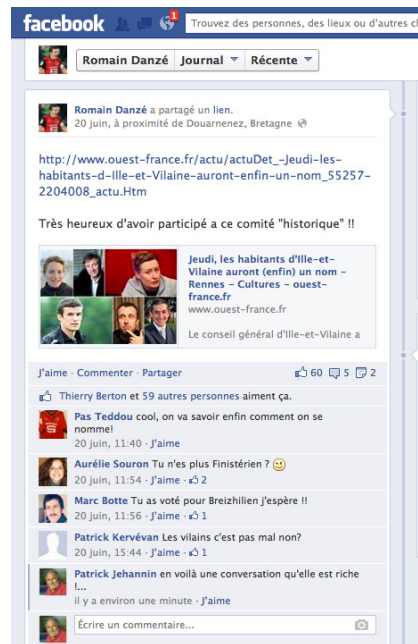 facebook
1
Trouvez des personnes, des lieux ou d'autres c
Romain Danzé Journal Récente
Romain Danzé a partagé un lien.
20 juin, à proximité de Douarnenez, Bretagne
http://www.ouest-france.fr/actu/actuDet_-Jeudi-les-
habitants-d-Ille-et-Vilaine-auront-enfin-un-nom_55257-
2204008_actu.Htm
Très heureux d'avoir participé a ce comité "historique" !!
Jeudi, les habitants d'Ille-et-
Vilaine auront (enfin) un nom –
Rennes – Cultures – ouest-
france.fr
www.ouest-france.fr
Le conseil général d'Ille-et-Vilaine a
J'aime · Commenter · Partager 60 5 2
Thierry Berton et 59 autres personnes aiment ça.
Pas Teddou cool, on va savoir enfin comment on se
nomme!
20 juin, 11:40 · J'aime
Aurélie Souron Tu n'es plus Finistérien ?
20 juin, 11:54 · J'aime · 2
Marc Botte Tu as voté pour Breizhilien j'espère !!
20 juin, 11:56 · J'aime · 1
Patrick Kervévan Les vilains c'est pas mal non?
20 juin, 15:44 · J'aime · 1
Patrick Jehannin en voilà une conversation qu'elle est riche
!...
il y a environ une minute · J'aime
Écrire un commentaire...